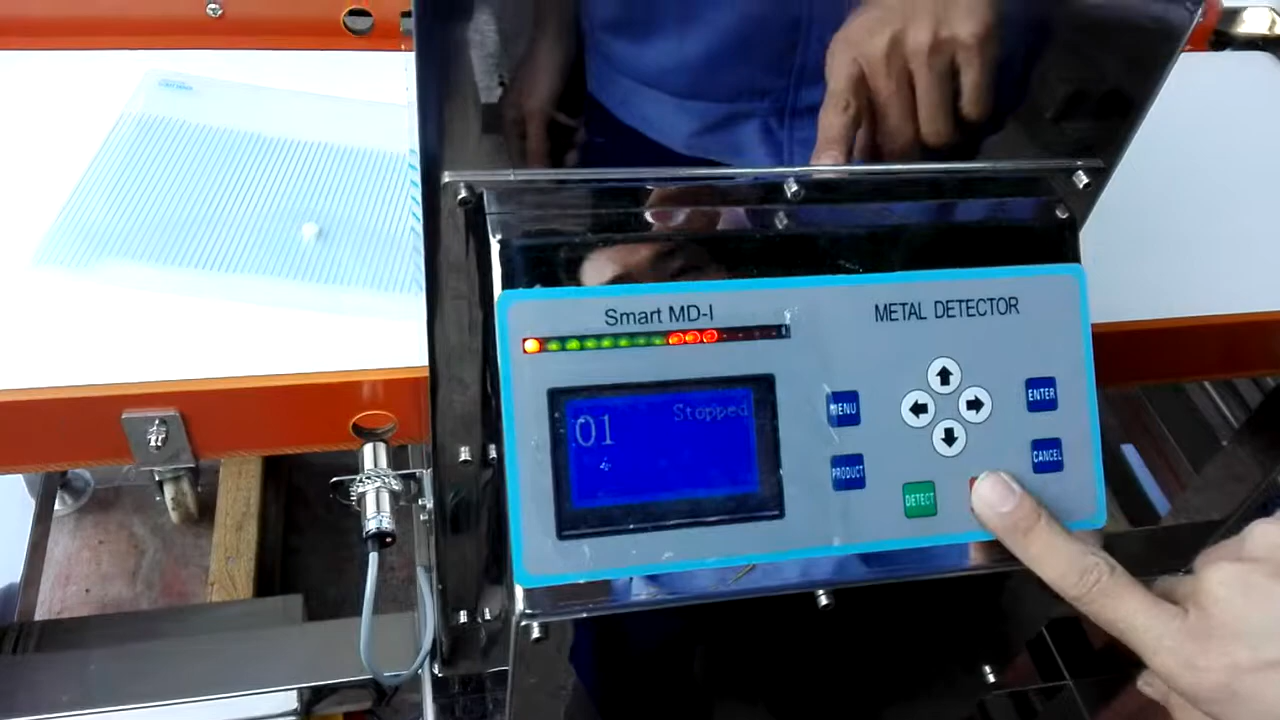 Smart MD-I
METAL DETECTOR
01
Stopped
MENU
ENTER
PRODUCT
CANCEL
DETECT